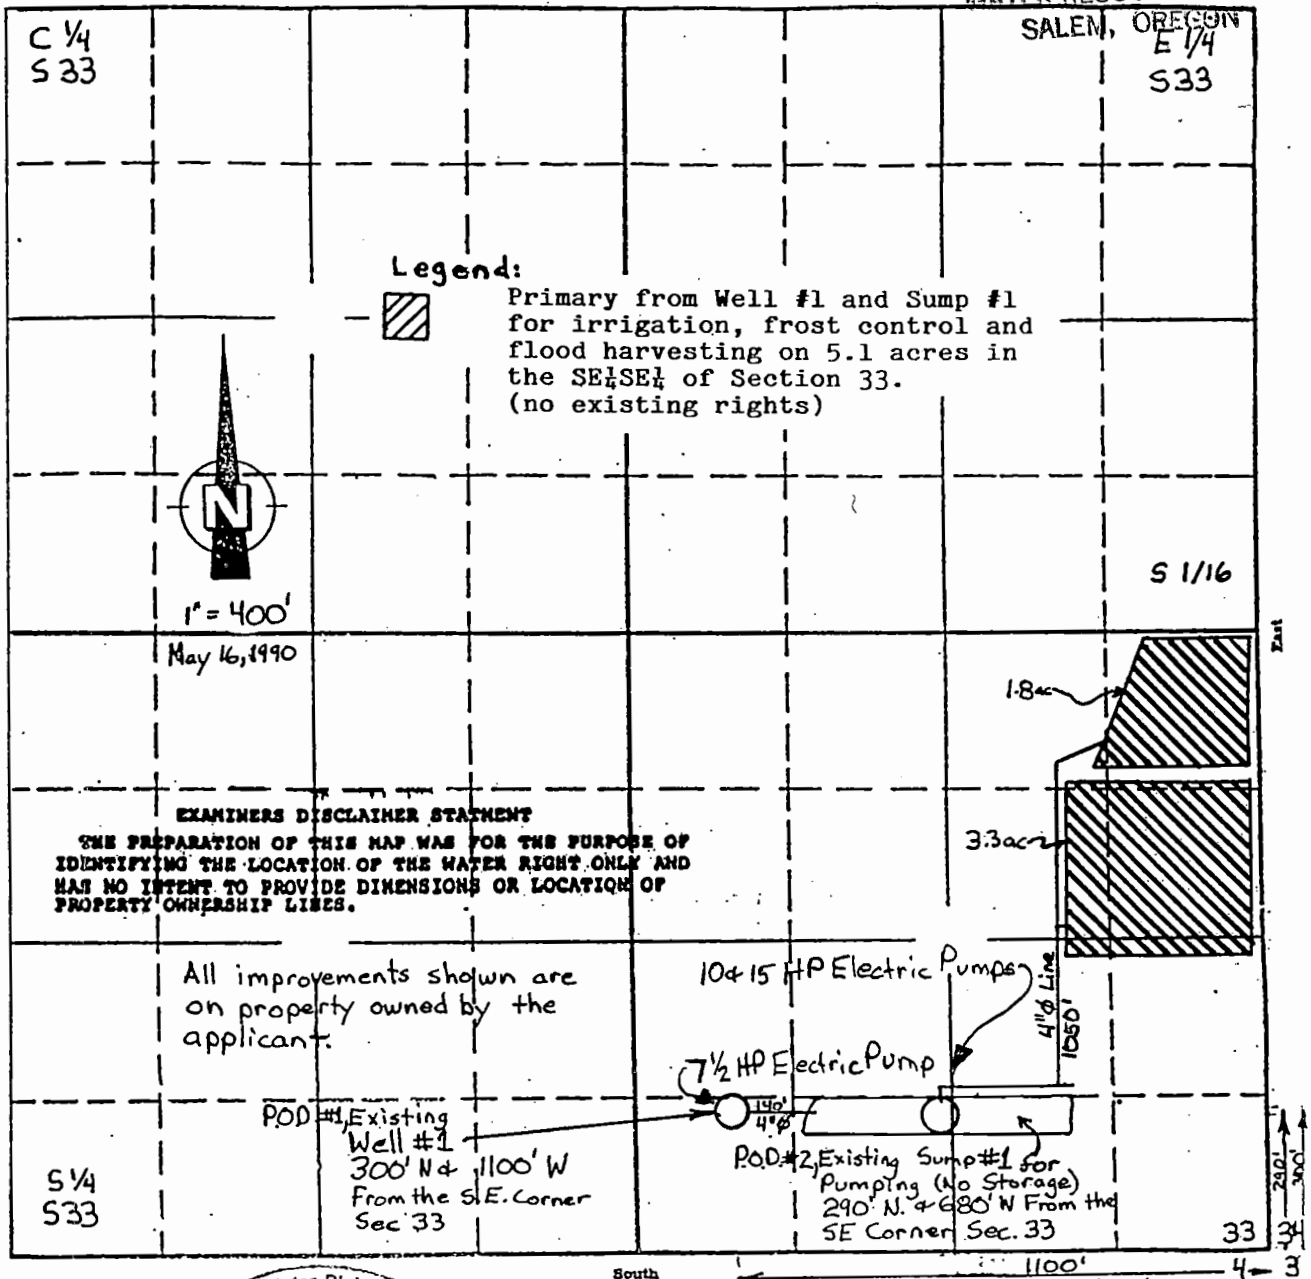 SALEM, OREGON
C 1/4
S 33
E 1/4
S33
Legend:
Primary from Well #1 and Sump #1
for irrigation, frost control and
flood harvesting on 5.1 acres in
the SE¼SE¼ of Section 33.
(no existing rights)
N
1" = 400'
May 16, 1990
S 1/16
East
1.8ac
3.3ac
EXAMINERS DISCLAIMER STATMENT
THE PREPARATION OF THIS MAP WAS FOR THE PURPOSE OF
IDENTIFYING THE LOCATION OF THE WATER RIGHT ONLY AND
HAS NO INTENT TO PROVIDE DIMENSIONS OR LOCATION OF
PROPERTY OWNERSHIP LINES.
All improvements shown are
on property owned by the
applicant.
10 & 15 HP Electric Pumps
4"Ø Line
1050'
7½ HP Electric Pump
140'
4"Ø
P.O.D #1, Existing
Well #1
300' N & 1100' W
From the S.E. Corner
Sec 33
P.O.D.#2, Existing Sump #1 for
Pumping (No Storage)
290' N. & 680' W From the
SE Corner Sec. 33
S 1/4
S33
290'
300'
33 34
4 3
1100'
South